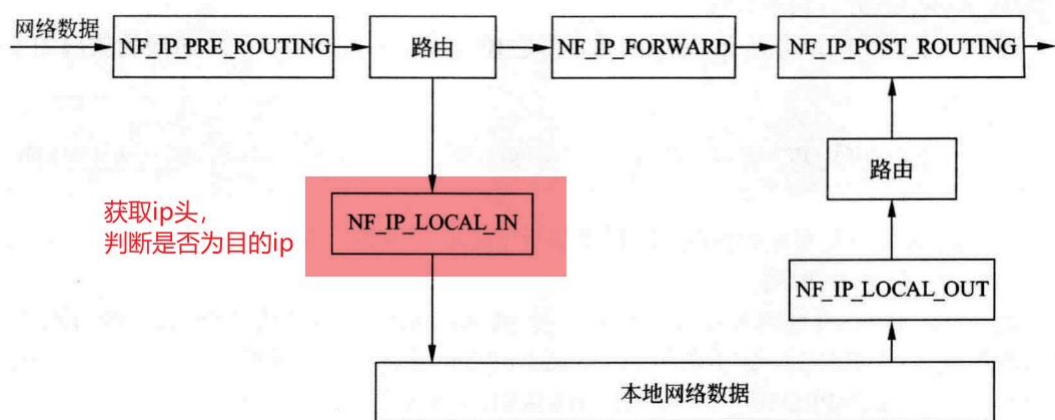 网络数据
NF_IP_PRE_ROUTING
路由
NF_IP_FORWARD
NF_IP_POST_ROUTING
路由
获取ip头，
判断是否为目的ip
NF_IP_LOCAL_IN
NF_IP_LOCAL_OUT
本地网络数据